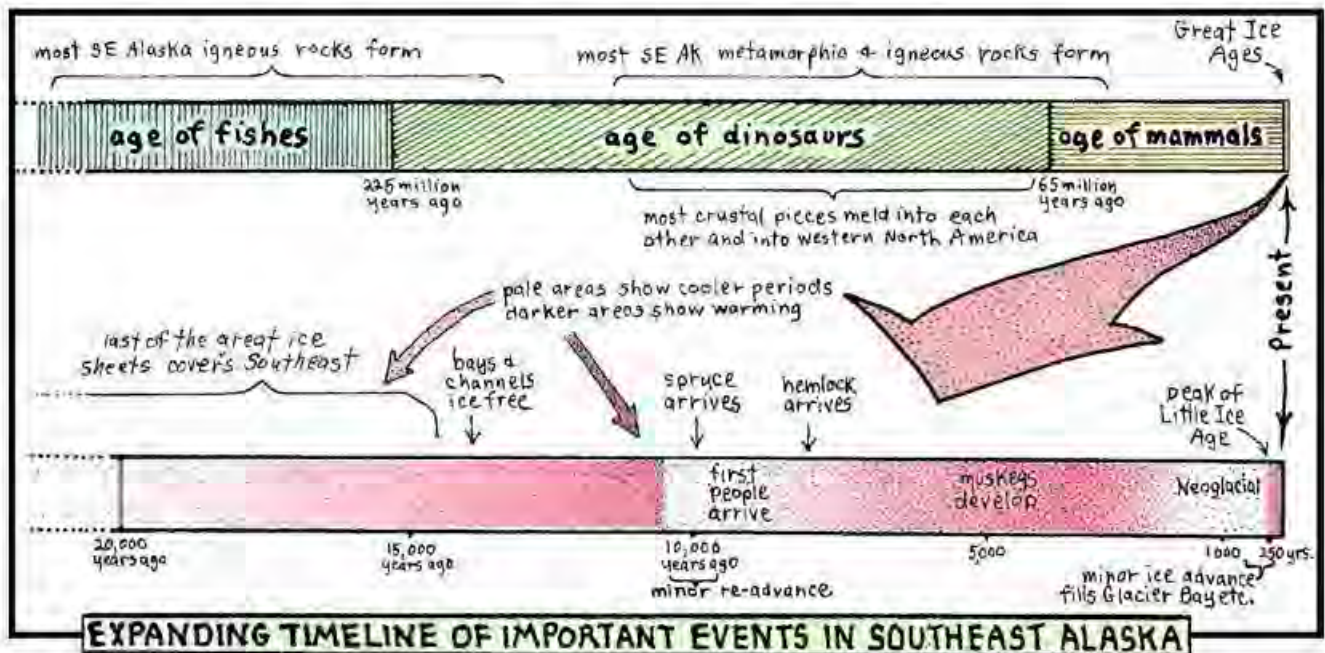 most SE Alaska igneous rocks form
most SE AK metamorphic & igneous rocks form
Great Ice
Ages
age of fishes
age of dinosaurs
age of mammals
225 million
years ago
65 million
years ago
most crustal pieces meld into each
other and into western North America
Present
pale areas show cooler periods
darker areas show warming
last of the great ice
sheets covers Southeast
bays &
channels
ice free
spruce
arrives
hemlock
arrives
peak of
Little Ice
Age
first
people
arrive
muskegs
develop
Neoglacial
20,000
years ago
15,000
years ago
10,000
years ago
5,000
1000
250 yrs.
minor re-advance
minor ice advance
fills Glacier Bay etc.
EXPANDING TIMELINE OF IMPORTANT EVENTS IN SOUTHEAST ALASKA